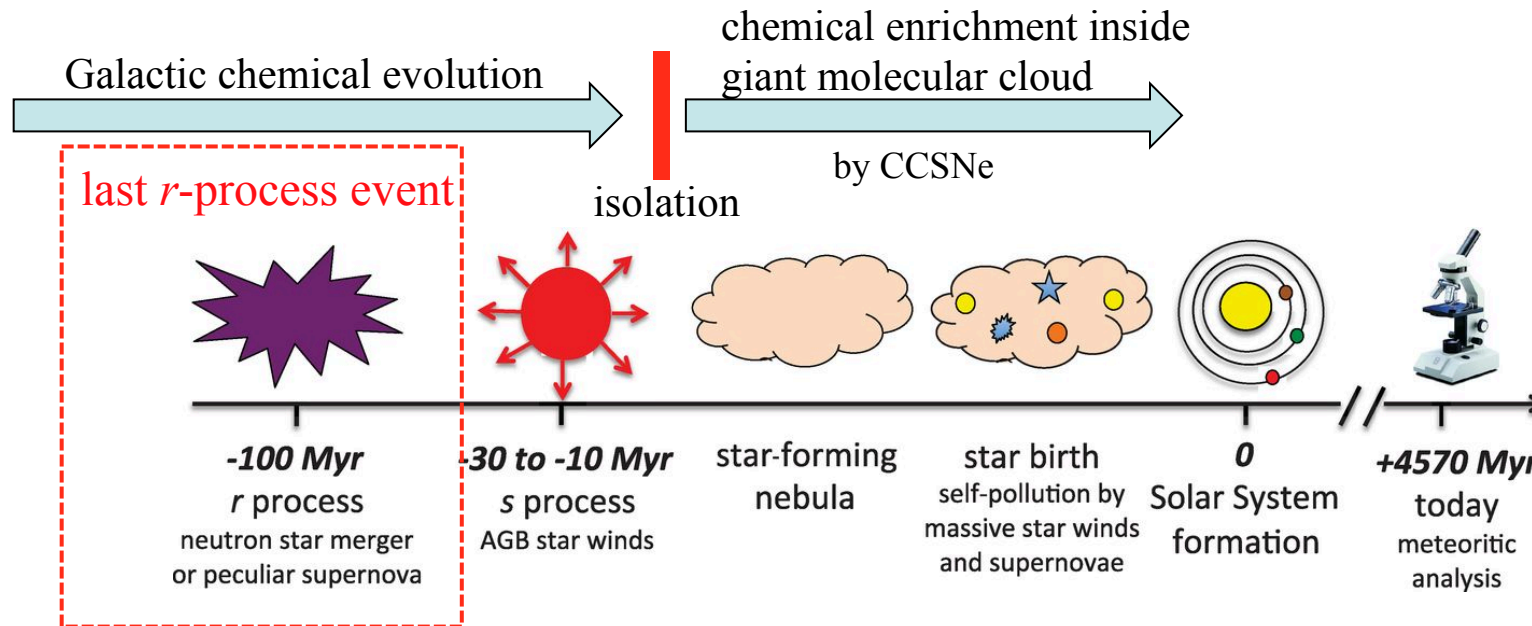 Galactic chemical evolution
chemical enrichment inside
giant molecular cloud
by CCSNe
isolation
last r-process event
-100 Myr
r process
neutron star merger
or peculiar supernova
-30 to -10 Myr
s process
AGB star winds
star-forming
nebula
star birth
self-pollution by
massive star winds
and supernovae
0
Solar System
formation
+4570 Myr
today
meteoritic
analysis